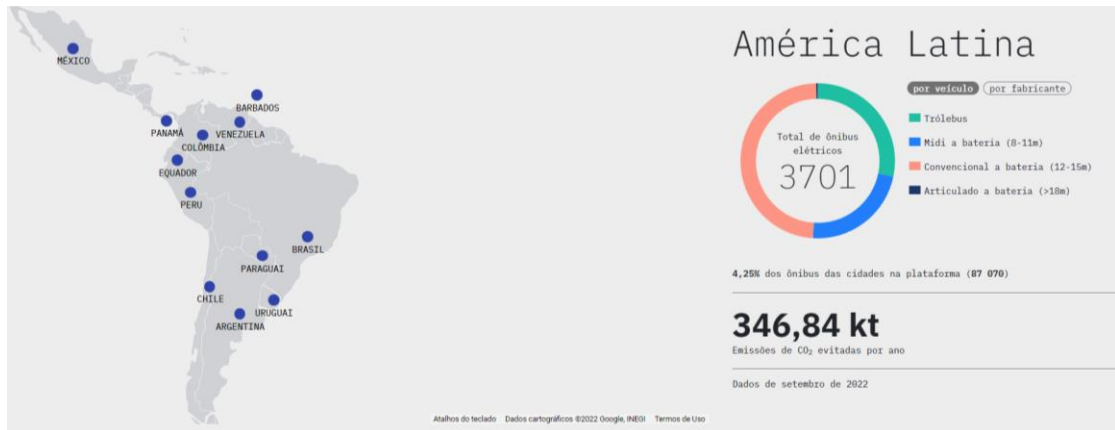 MÉXICO
BARBADOS
PANAMÁ
VENEZUELA
COLÔMBIA
EQUADOR
PERU
BRASIL
PARAGUAI
CHILE
URUGUAI
ARGENTINA
Atalhos do teclado Dados cartográficos ©2022 Google, INEGI Termos de Uso
América Latina
por veículo por fabricante
Total de ônibus
elétricos
3701
Trólebus
Midi a bateria (8-11m)
Convencional a bateria (12-15m)
Articulado a bateria (>18m)
4,25% dos ônibus das cidades na plataforma (87 070)
346,84 kt
Emissões de CO₂ evitadas por ano
Dados de setembro de 2022